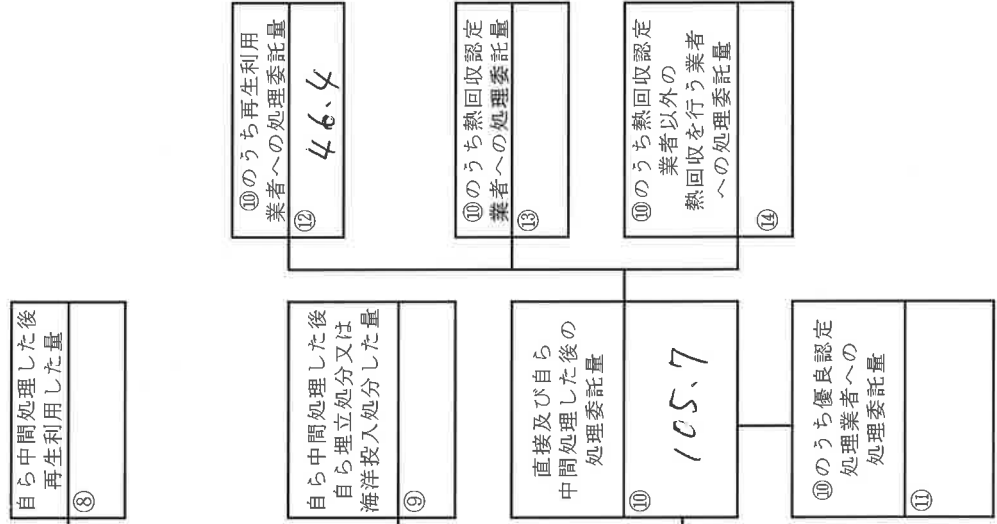 自ら中間処理した後
再生利用した量
⑧
自ら中間処理した後
自ら埋立処分又は
海洋投入処分した量
⑨
直接及び自ら
中間処理した後の
処理委託量
⑩
105.7
⑩のうち優良認定
処理業者への
処理委託量
⑪
⑩のうち再生利用
業者への処理委託量
⑫
46.4
⑩のうち熱回収認定
業者への処理委託量
⑬
⑩のうち熱回収認定
業者以外の
熱回収を行う業者
への処理委託量
⑭